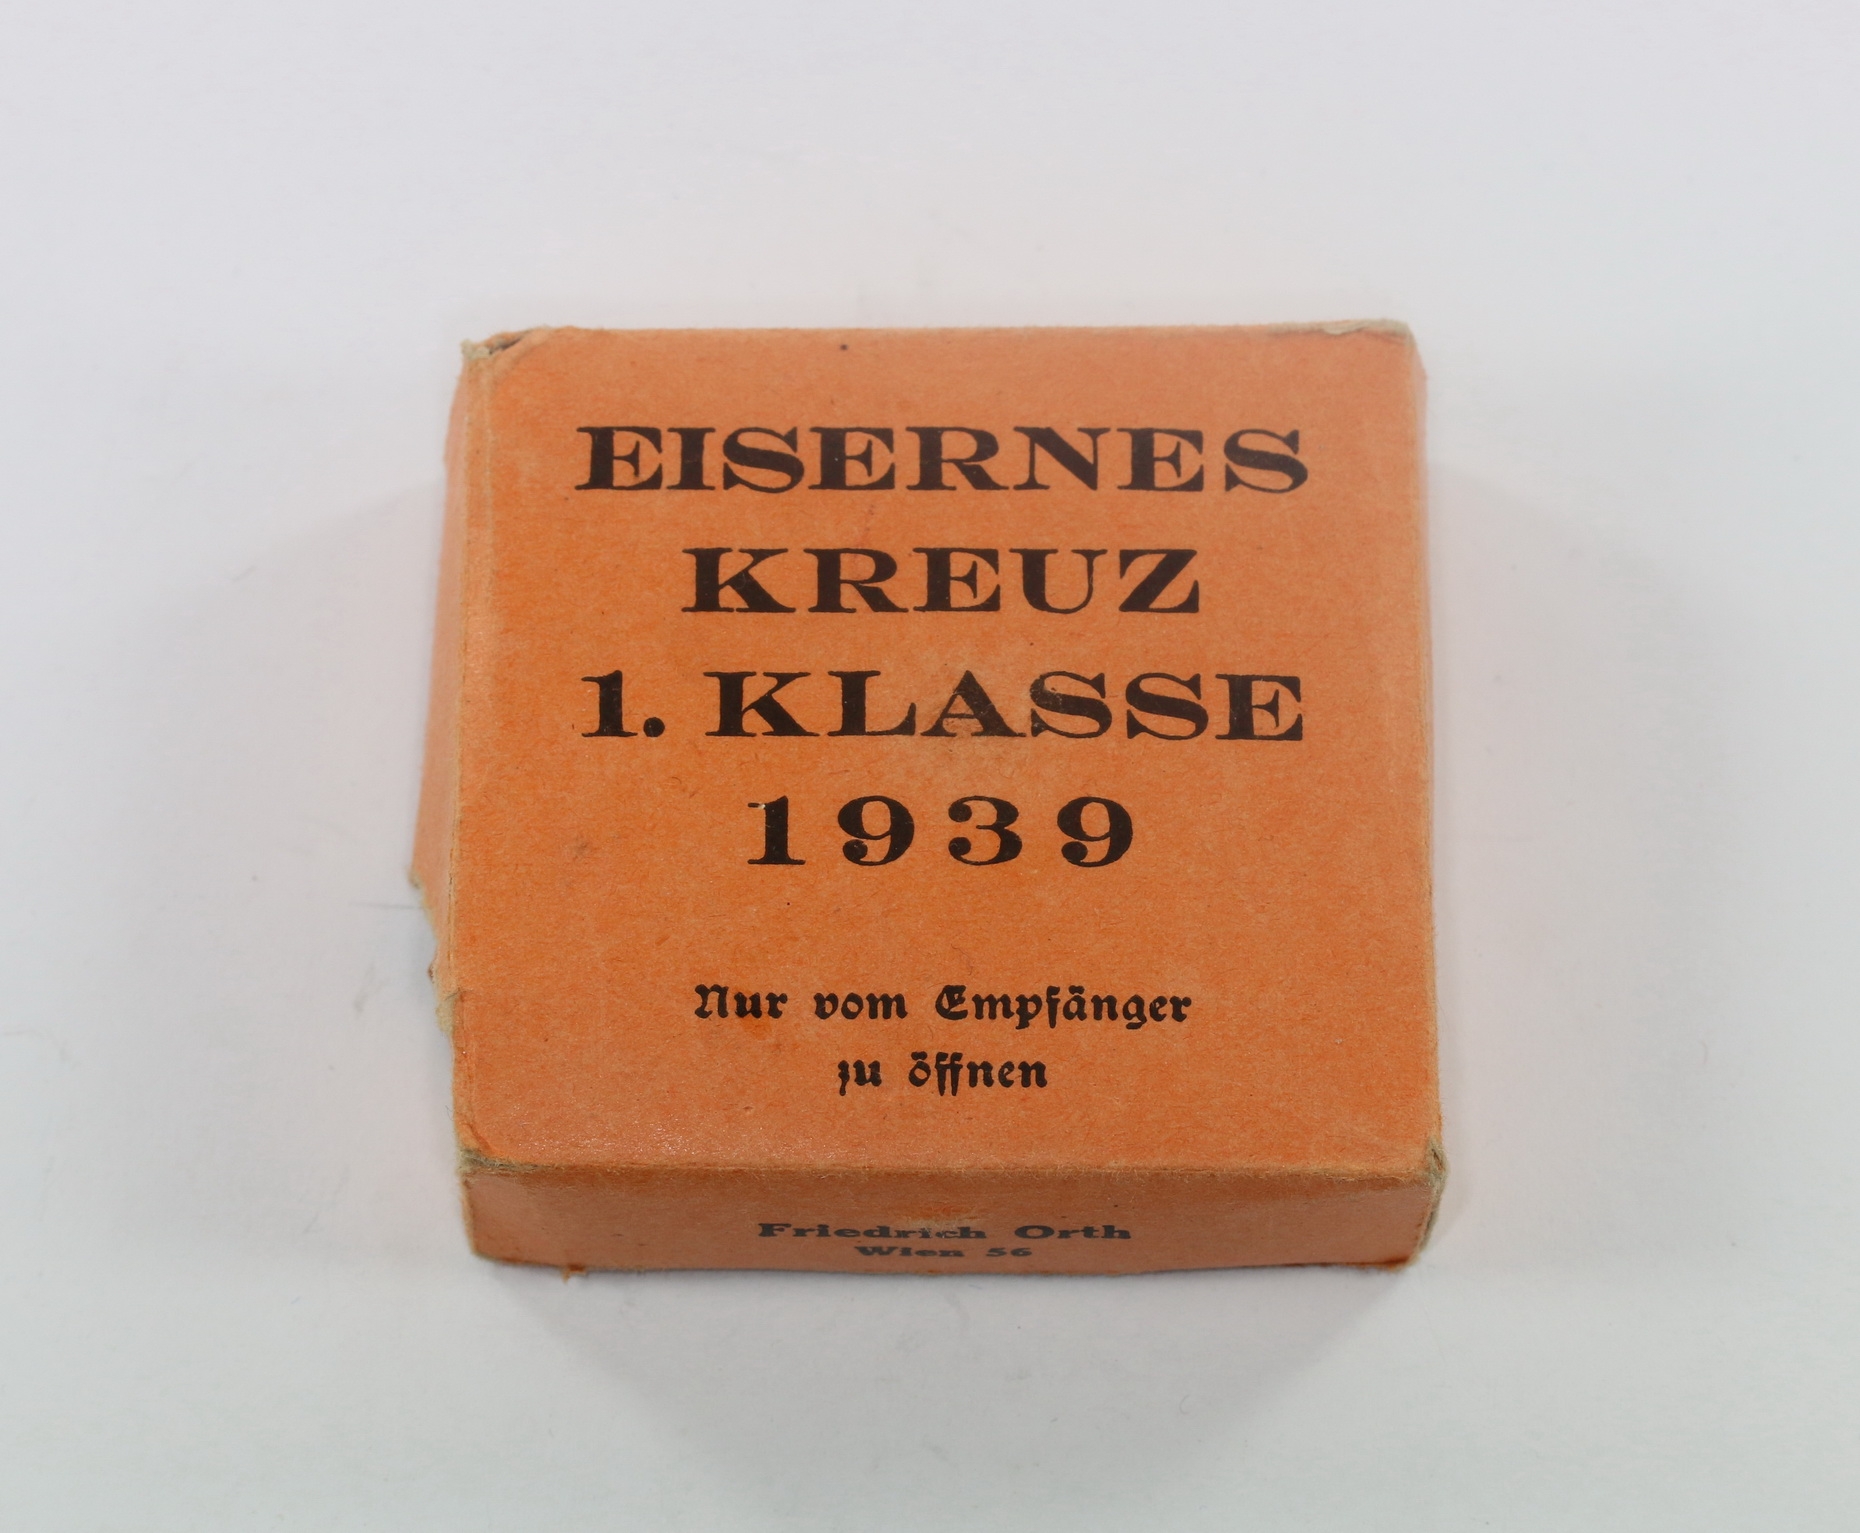 EISERNES
KREUZ
1. KLASSE
1939
Nur vom Empfänger
zu öffnen
Friedrich Orth
Wien 56